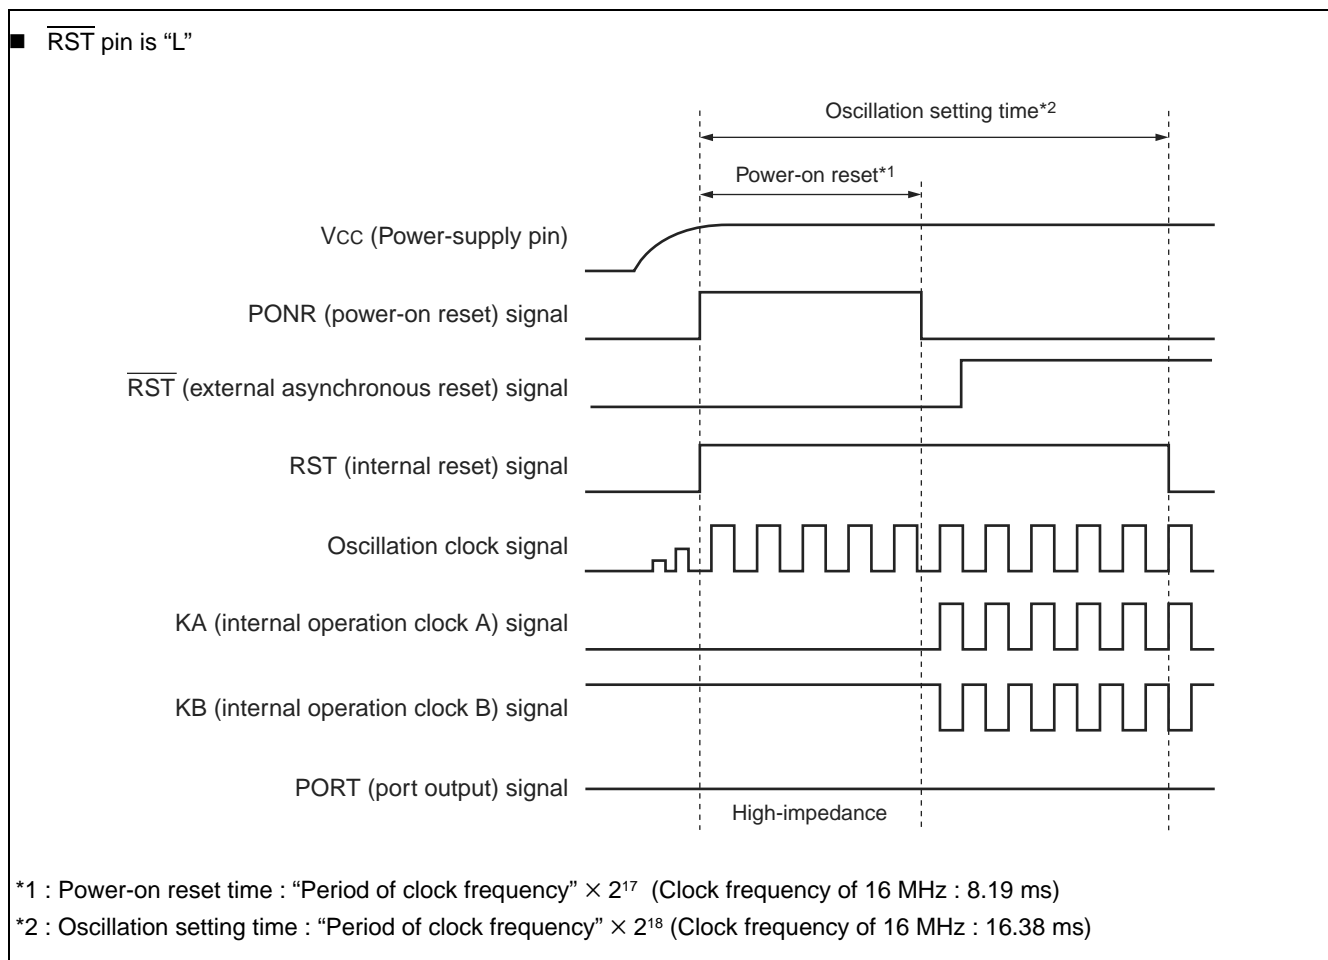 ■ R̅S̅T̅ pin is “L”
Oscillation setting time*2
Power-on reset*1
VCC (Power-supply pin)
PONR (power-on reset) signal
R̅S̅T̅ (external asynchronous reset) signal
RST (internal reset) signal
Oscillation clock signal
KA (internal operation clock A) signal
KB (internal operation clock B) signal
PORT (port output) signal
High-impedance
*1 : Power-on reset time : “Period of clock frequency” × 2¹⁷ (Clock frequency of 16 MHz : 8.19 ms)
*2 : Oscillation setting time : “Period of clock frequency” × 2¹⁸ (Clock frequency of 16 MHz : 16.38 ms)